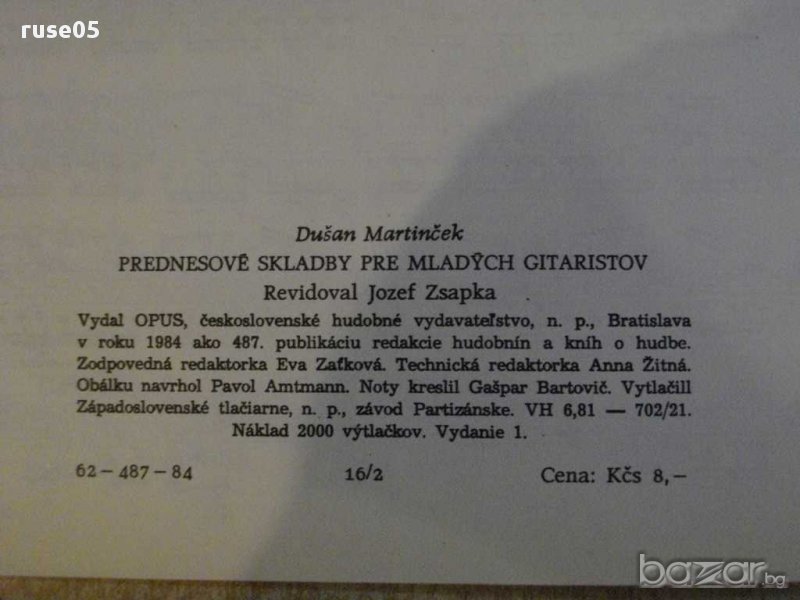 ruse05
Dušan Martinček
PREDNESOVÉ SKLADBY PRE MLADÝCH GITARISTOV
Revidoval Jozef Zsapka
Vydal OPUS, československé hudobné vydavateľstvo, n. p., Bratislava
v roku 1984 ako 487. publikáciu redakcie hudobnín a kníh o hudbe.
Zodpovedná redaktorka Eva Zaťková. Technická redaktorka Anna Žitná.
Obálku navrhol Pavol Amtmann. Noty kreslil Gašpar Bartovič. Vytlačili
Západoslovenské tlačiarne, n. p., závod Partizánske. VH 6,81 — 702/21.
Náklad 2000 výtlačkov. Vydanie 1.
62—487—84 16/2 Cena: Kčs 8,—
bazar.bg